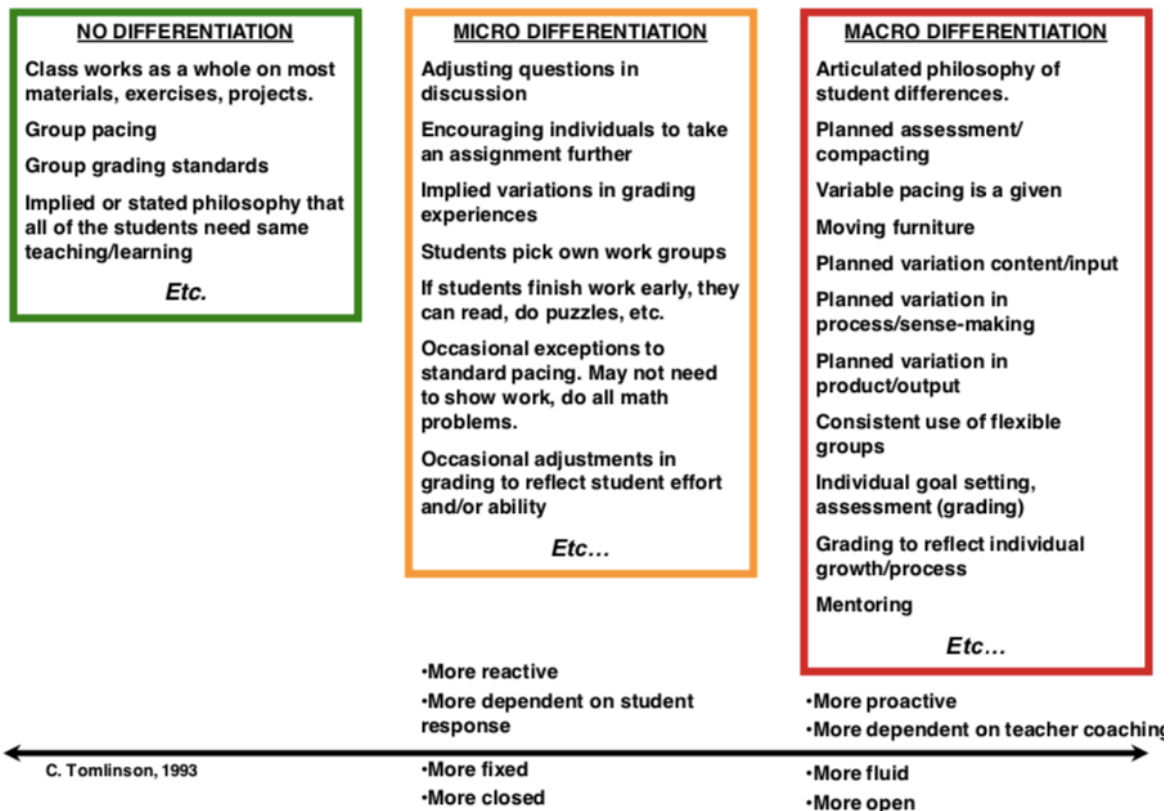 NO DIFFERENTIATION
Class works as a whole on most
materials, exercises, projects.
Group pacing
Group grading standards
Implied or stated philosophy that
all of the students need same
teaching/learning
Etc.
MICRO DIFFERENTIATION
Adjusting questions in
discussion
Encouraging individuals to take
an assignment further
Implied variations in grading
experiences
Students pick own work groups
If students finish work early, they
can read, do puzzles, etc.
Occasional exceptions to
standard pacing. May not need
to show work, do all math
problems.
Occasional adjustments in
grading to reflect student effort
and/or ability
Etc…
MACRO DIFFERENTIATION
Articulated philosophy of
student differences.
Planned assessment/
compacting
Variable pacing is a given
Moving furniture
Planned variation content/input
Planned variation in
process/sense-making
Planned variation in
product/output
Consistent use of flexible
groups
Individual goal setting,
assessment (grading)
Grading to reflect individual
growth/process
Mentoring
Etc…
•More reactive
•More dependent on student
response
•More proactive
•More dependent on teacher coaching
C. Tomlinson, 1993
•More fixed
•More closed
•More fluid
•More open